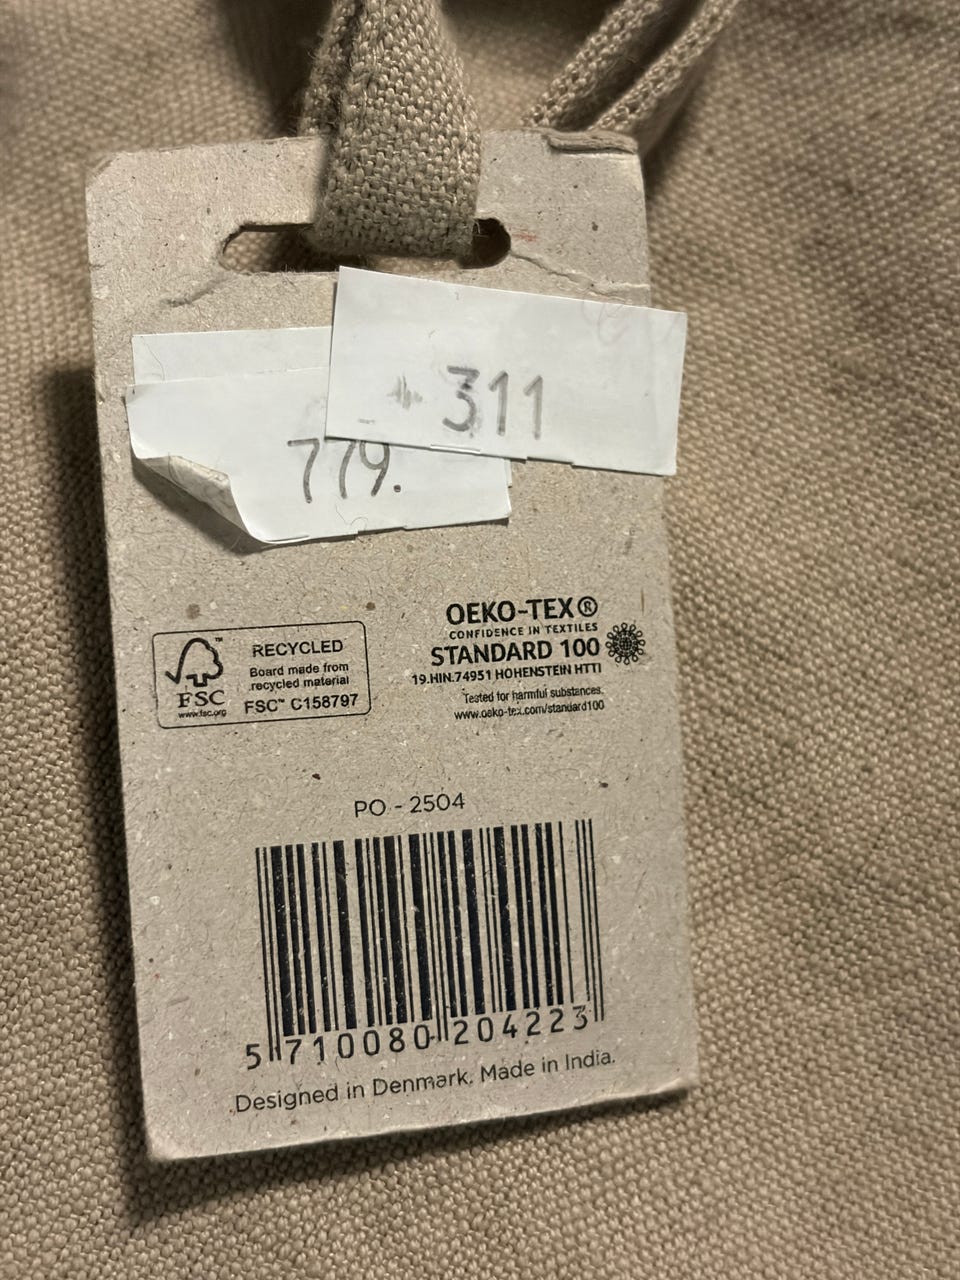 311
779.
FSC™
www.fsc.org
RECYCLED
Board made from
recycled material
FSC™ C158797
OEKO-TEX®
CONFIDENCE IN TEXTILES
STANDARD 100
19.HIN.74951 HOHENSTEIN HTTI
Tested for harmful substances.
www.oeko-tex.com/standard100
PO - 2504
5 710080 204223
Designed in Denmark. Made in India.